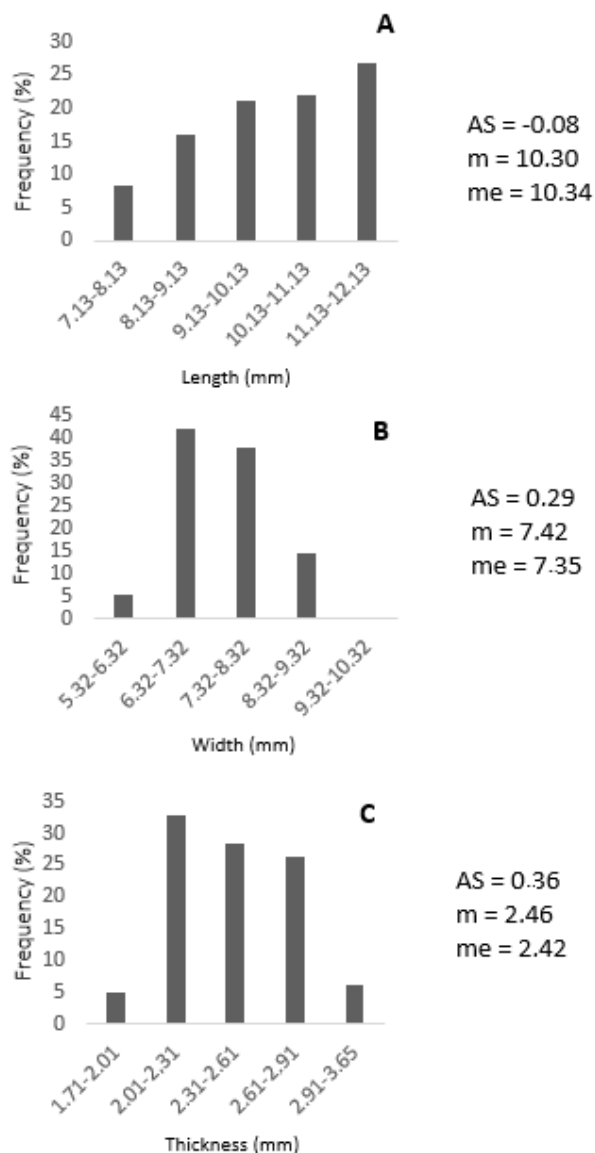 A
Frequency (%)
30
25
20
15
10
5
0
7.13-8.13
8.13-9.13
9.13-10.13
10.13-11.13
11.13-12.13
Length (mm)
AS = -0.08
m = 10.30
me = 10.34
B
Frequency (%)
45
40
35
30
25
20
15
10
5
0
5.32-6.32
6.32-7.32
7.32-8.32
8.32-9.32
9.32-10.32
Width (mm)
AS = 0.29
m = 7.42
me = 7.35
C
Frequency (%)
35
30
25
20
15
10
5
0
1.71-2.01
2.01-2.31
2.31-2.61
2.61-2.91
2.91-3.65
Thickness (mm)
AS = 0.36
m = 2.46
me = 2.42